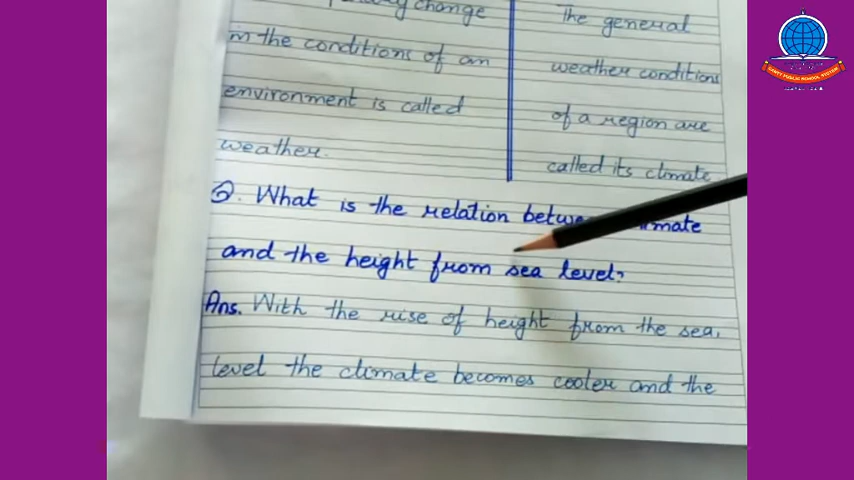 change
in the conditions of an
environment is called
weather.
The general
weather conditions
of a region are
called its climate
Q. What is the relation between climate
and the height from sea level?
Ans. With the rise of height from the sea,
level the climate becomes cooler and the